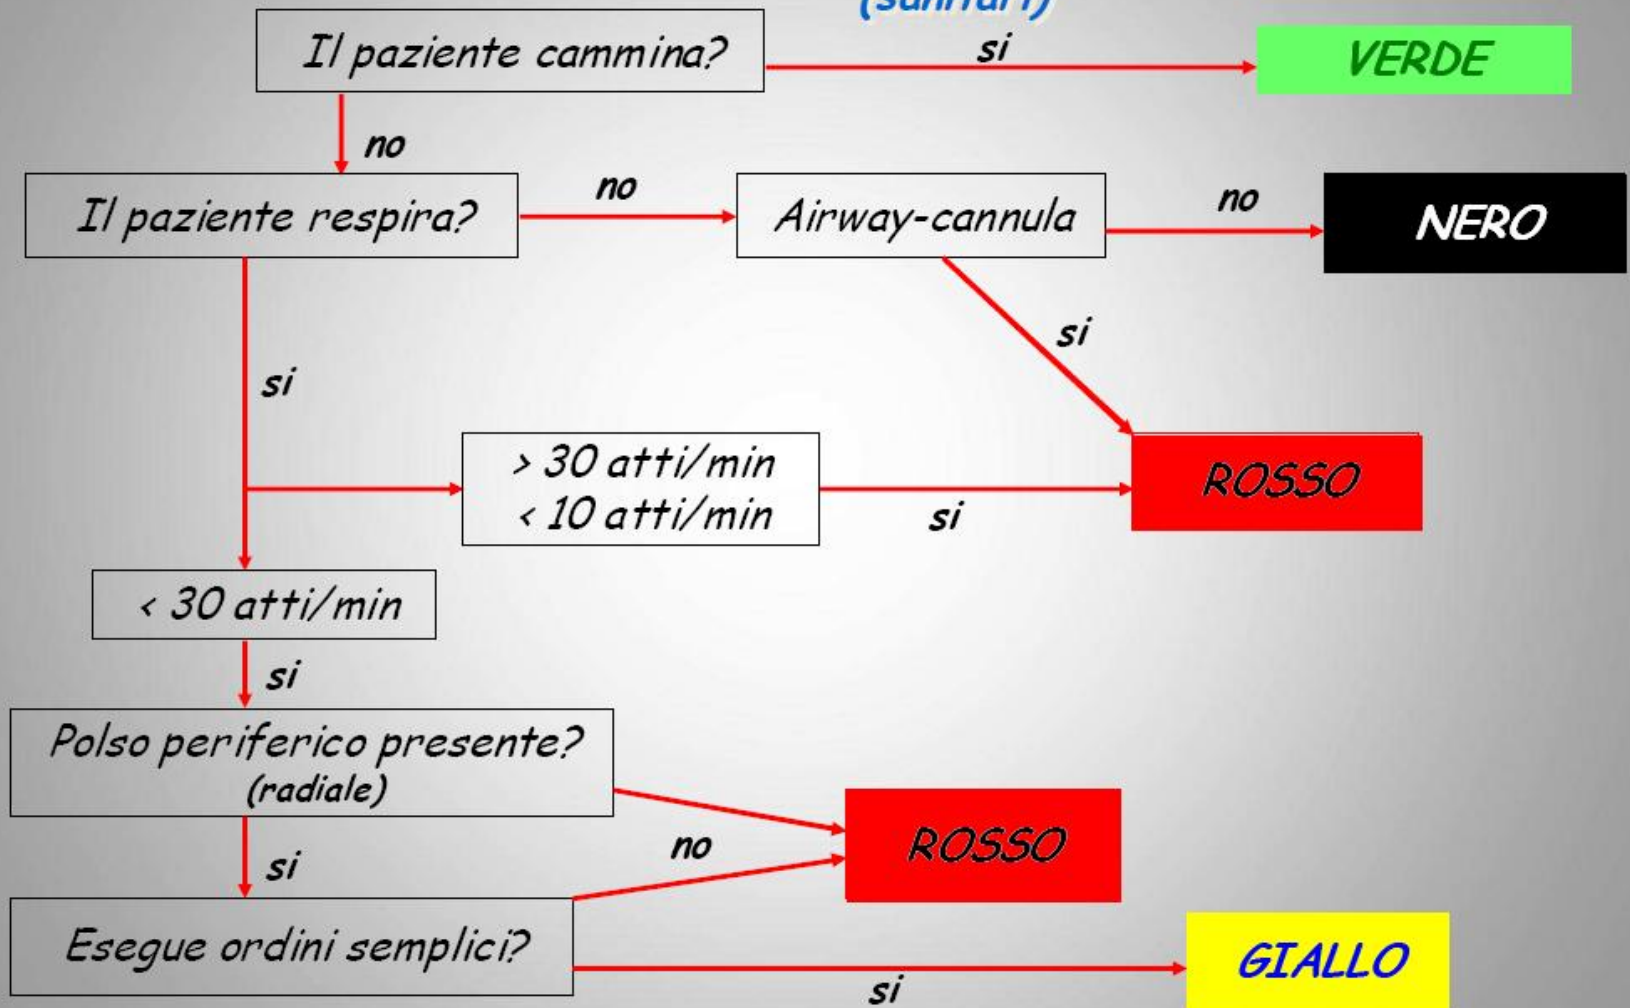 (sanitari)
Il paziente cammina?
si
VERDE
no
Il paziente respira?
no
Airway-cannula
no
NERO
si
si
> 30 atti/min
< 10 atti/min
si
ROSSO
< 30 atti/min
si
Polso periferico presente?
(radiale)
no
ROSSO
si
Esegue ordini semplici?
si
GIALLO